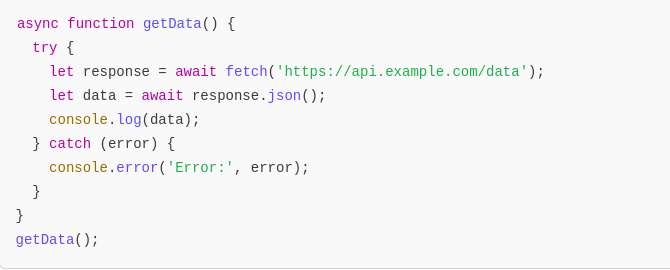 async function getData() {
  try {
    let response = await fetch('https://api.example.com/data');
    let data = await response.json();
    console.log(data);
  } catch (error) {
    console.error('Error:', error);
  }
}
getData();